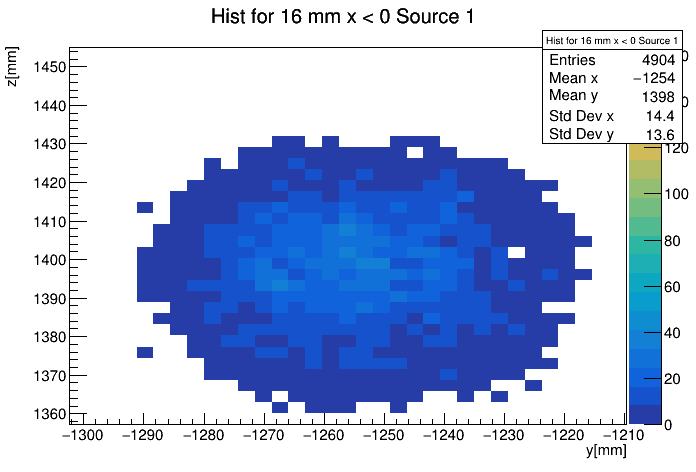 Hist for 16 mm x < 0 Source 1
Hist for 16 mm x < 0 Source 1
Entries 4904
Mean x −1254
Mean y 1398
Std Dev x 14.4
Std Dev y 13.6
z[mm]
1450
1440
1430
1420
1410
1400
1390
1380
1370
1360
120
100
80
60
40
20
0
−1300 −1290 −1280 −1270 −1260 −1250 −1240 −1230 −1220 −1210
y[mm]